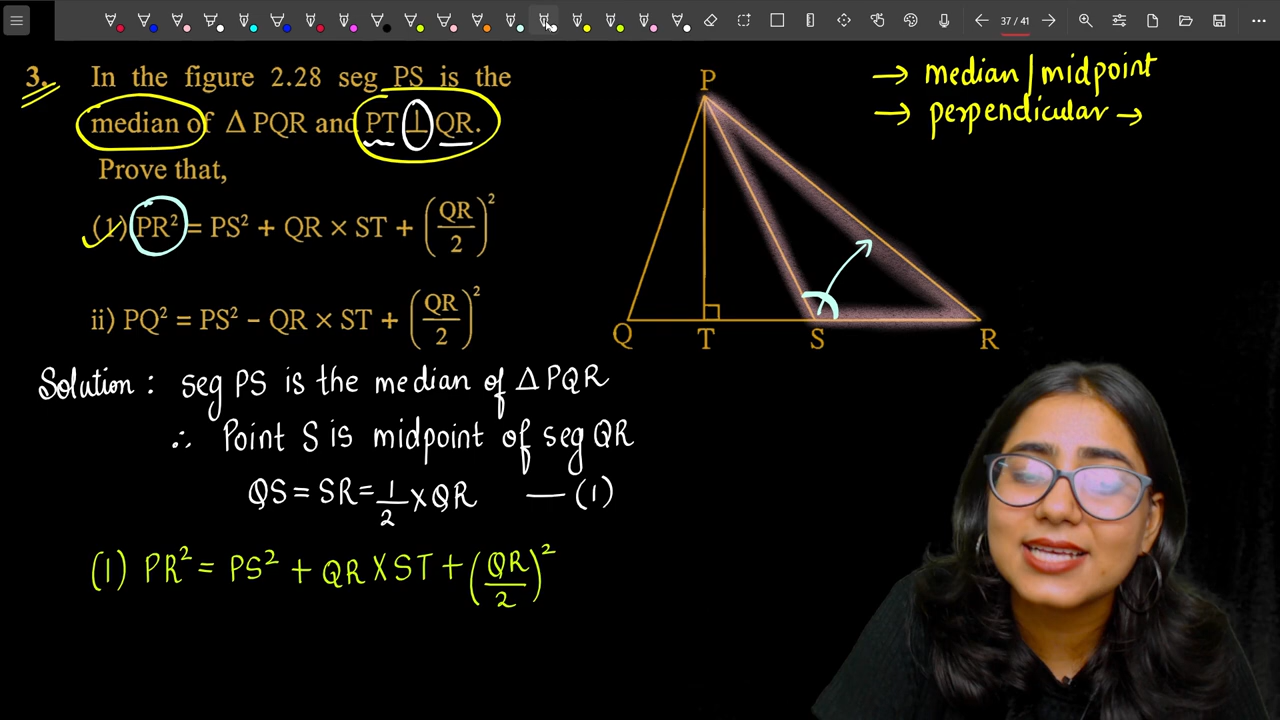 37 / 41
3. In the figure 2.28 seg PS is the
median of Δ PQR and PT ⊥ QR.
Prove that,
(1) PR² = PS² + QR × ST + (QR/2)²
ii) PQ² = PS² − QR × ST + (QR/2)²
P
Q T S R
→ median/midpoint
→ perpendicular →
Solution : seg PS is the median of Δ PQR
∴ Point S is midpoint of seg QR
QS = SR = 1/2 × QR — (1)
(1) PR² = PS² + QR × ST + (QR/2)²